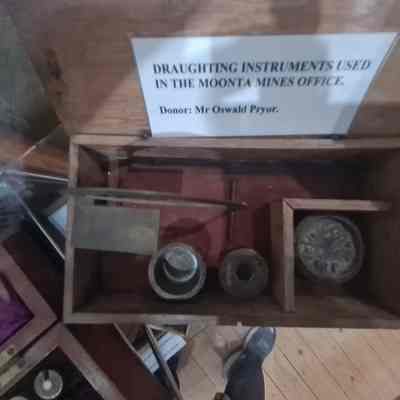 DRAUGHTING INSTRUMENTS USED
IN THE MOONTA MINES OFFICE.
Donor: Mr Oswald Pryor.